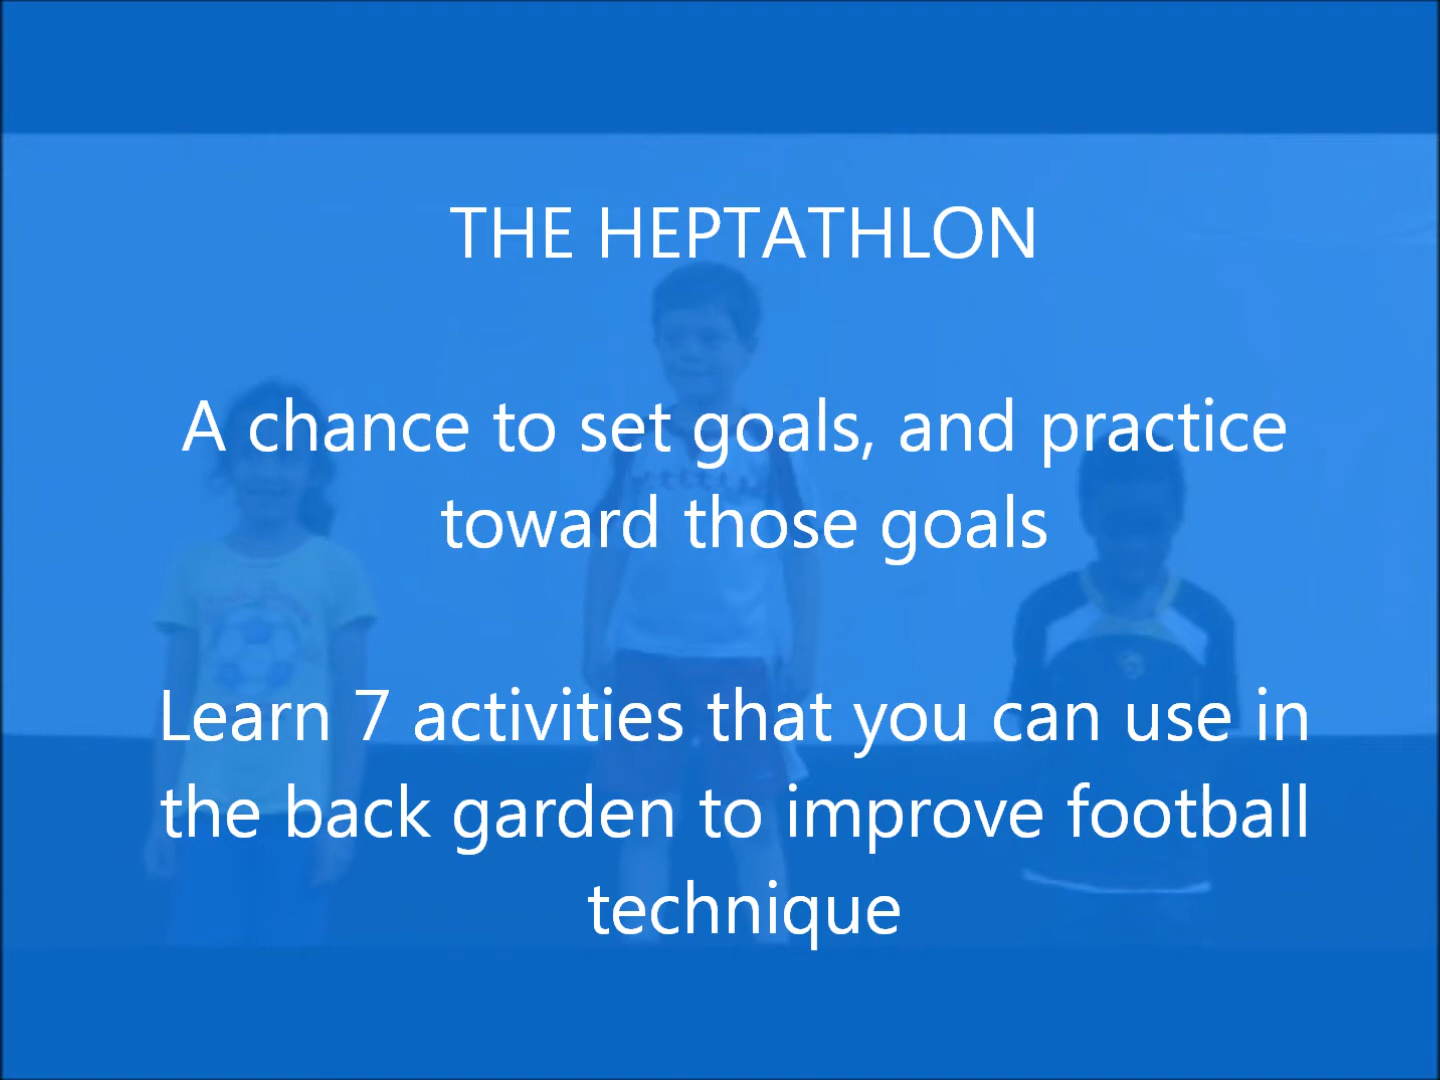 THE HEPTATHLON
A chance to set goals, and practice
toward those goals
Learn 7 activities that you can use in
the back garden to improve football
technique